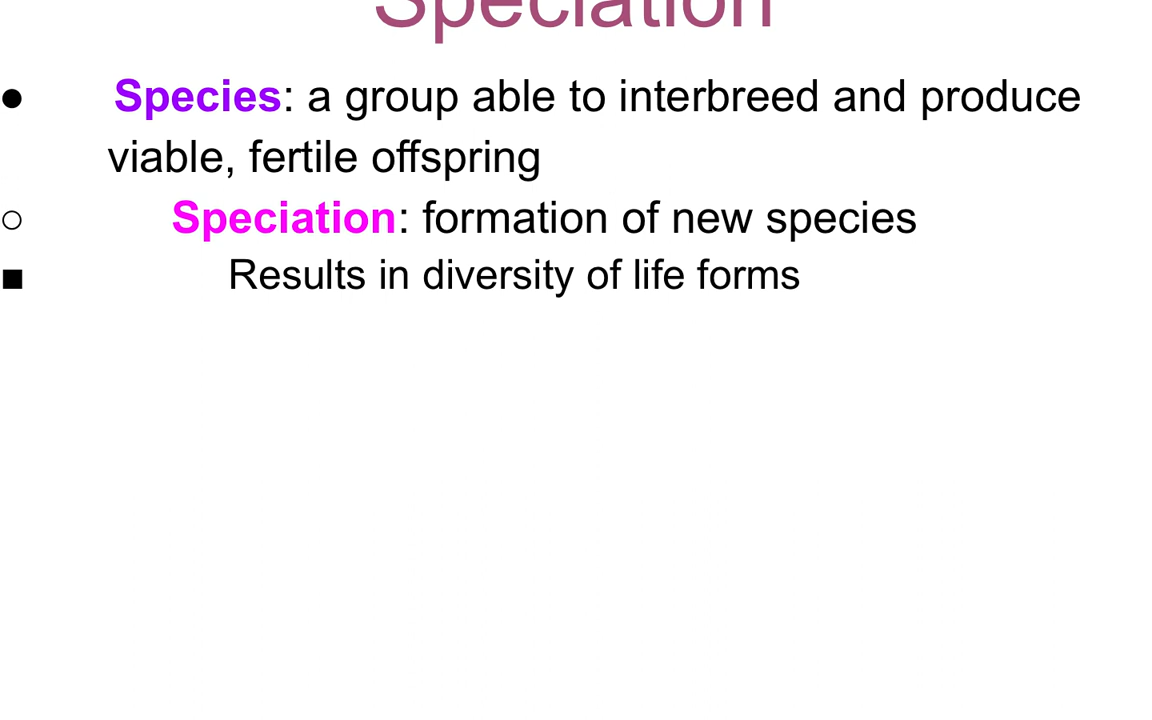 Speciation
● Species: a group able to interbreed and produce
viable, fertile offspring
○ Speciation: formation of new species
■ Results in diversity of life forms